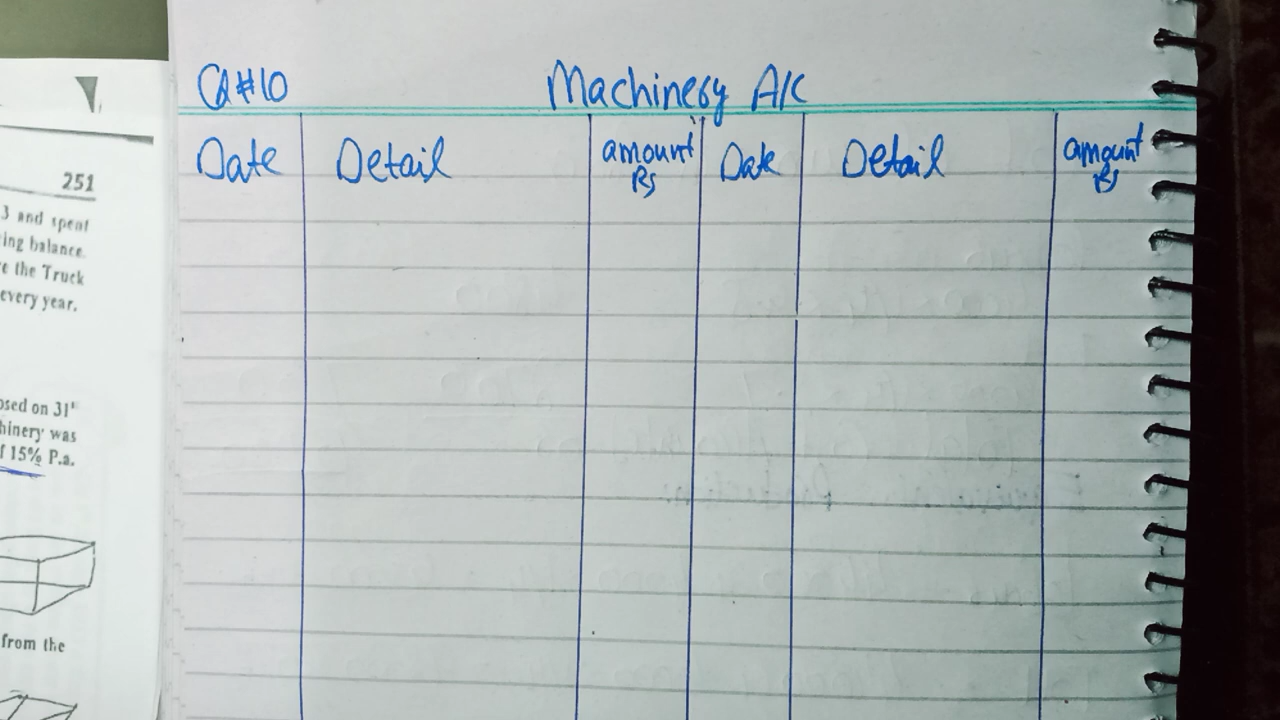 251
3 and spent
ing balance.
e the Truck
every year.
osed on 31
hinery was
f 15% P.a.
from the
Q#10 Machinery A/C
Date Detail amount Rs Date Detail amount Rs